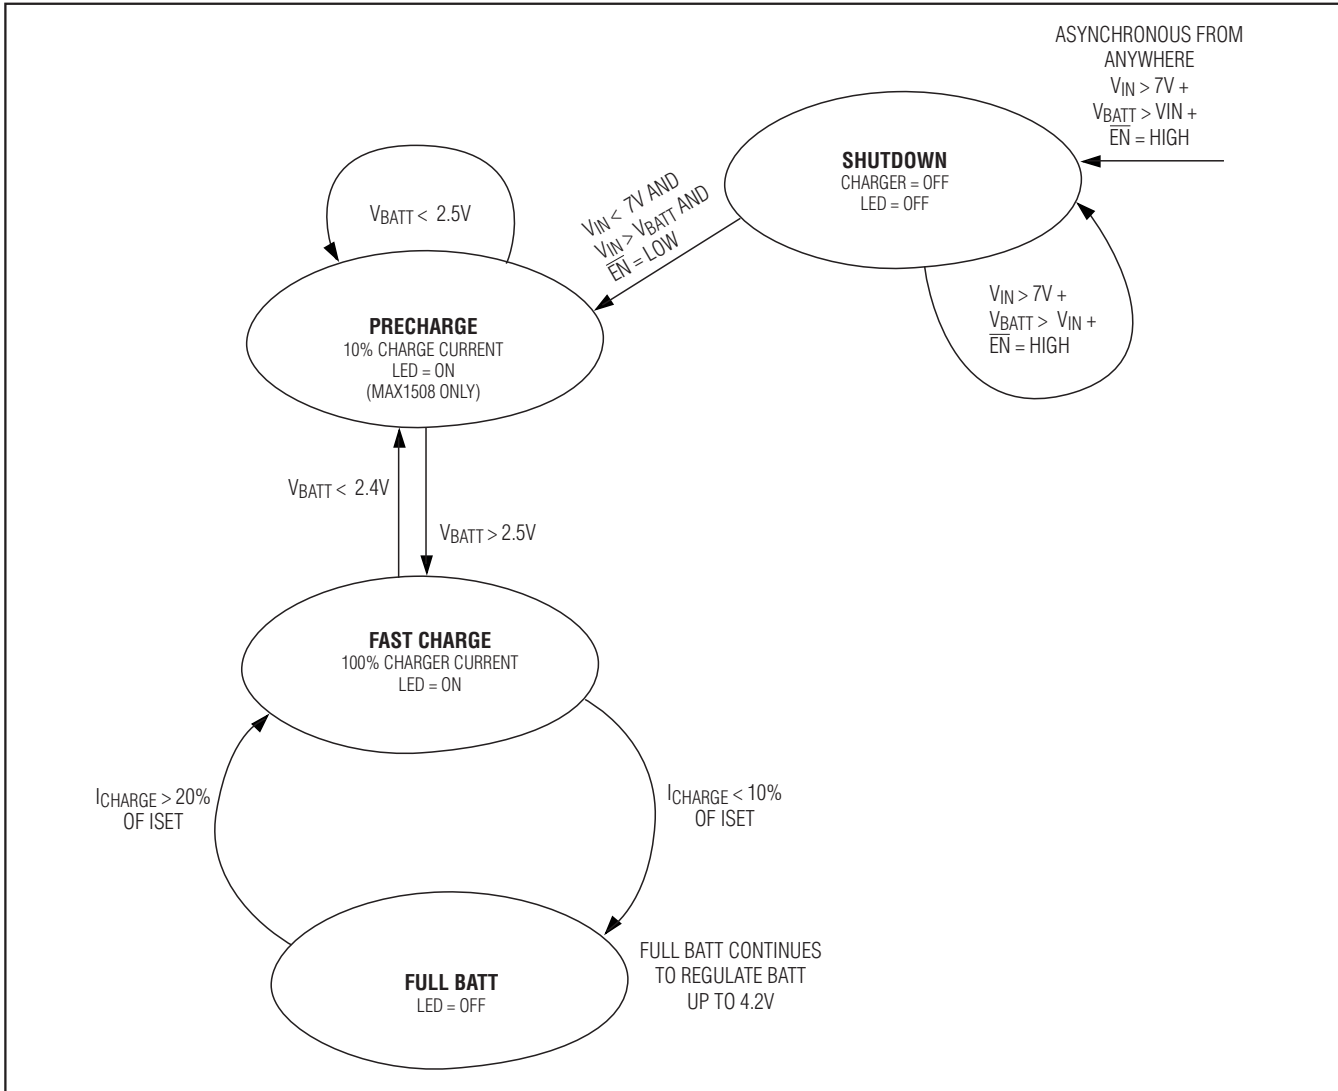 ASYNCHRONOUS FROM
ANYWHERE
VIN > 7V +
VBATT > VIN +
E̅N̅ = HIGH
SHUTDOWN
CHARGER = OFF
LED = OFF
VIN < 7V AND
VIN > VBATT AND
E̅N̅ = LOW
VIN > 7V +
VBATT > VIN +
E̅N̅ = HIGH
VBATT < 2.5V
PRECHARGE
10% CHARGE CURRENT
LED = ON
(MAX1508 ONLY)
VBATT < 2.4V
VBATT > 2.5V
FAST CHARGE
100% CHARGER CURRENT
LED = ON
ICHARGE > 20%
OF ISET
ICHARGE < 10%
OF ISET
FULL BATT
LED = OFF
FULL BATT CONTINUES
TO REGULATE BATT
UP TO 4.2V